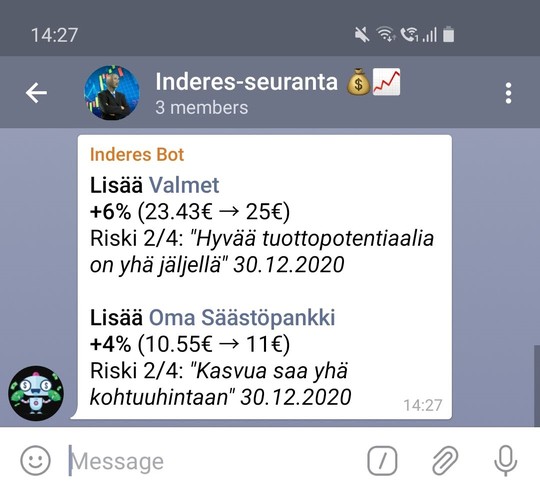 14:27
Inderes-seuranta 💰📈
3 members
Inderes Bot
Lisää Valmet
+6% (23.43€ → 25€)
Riski 2/4: "Hyvää tuottopotentiaalia
on yhä jäljellä" 30.12.2020
Lisää Oma Säästöpankki
+4% (10.55€ → 11€)
Riski 2/4: "Kasvua saa yhä
kohtuuhintaan" 30.12.2020
14:27
Message